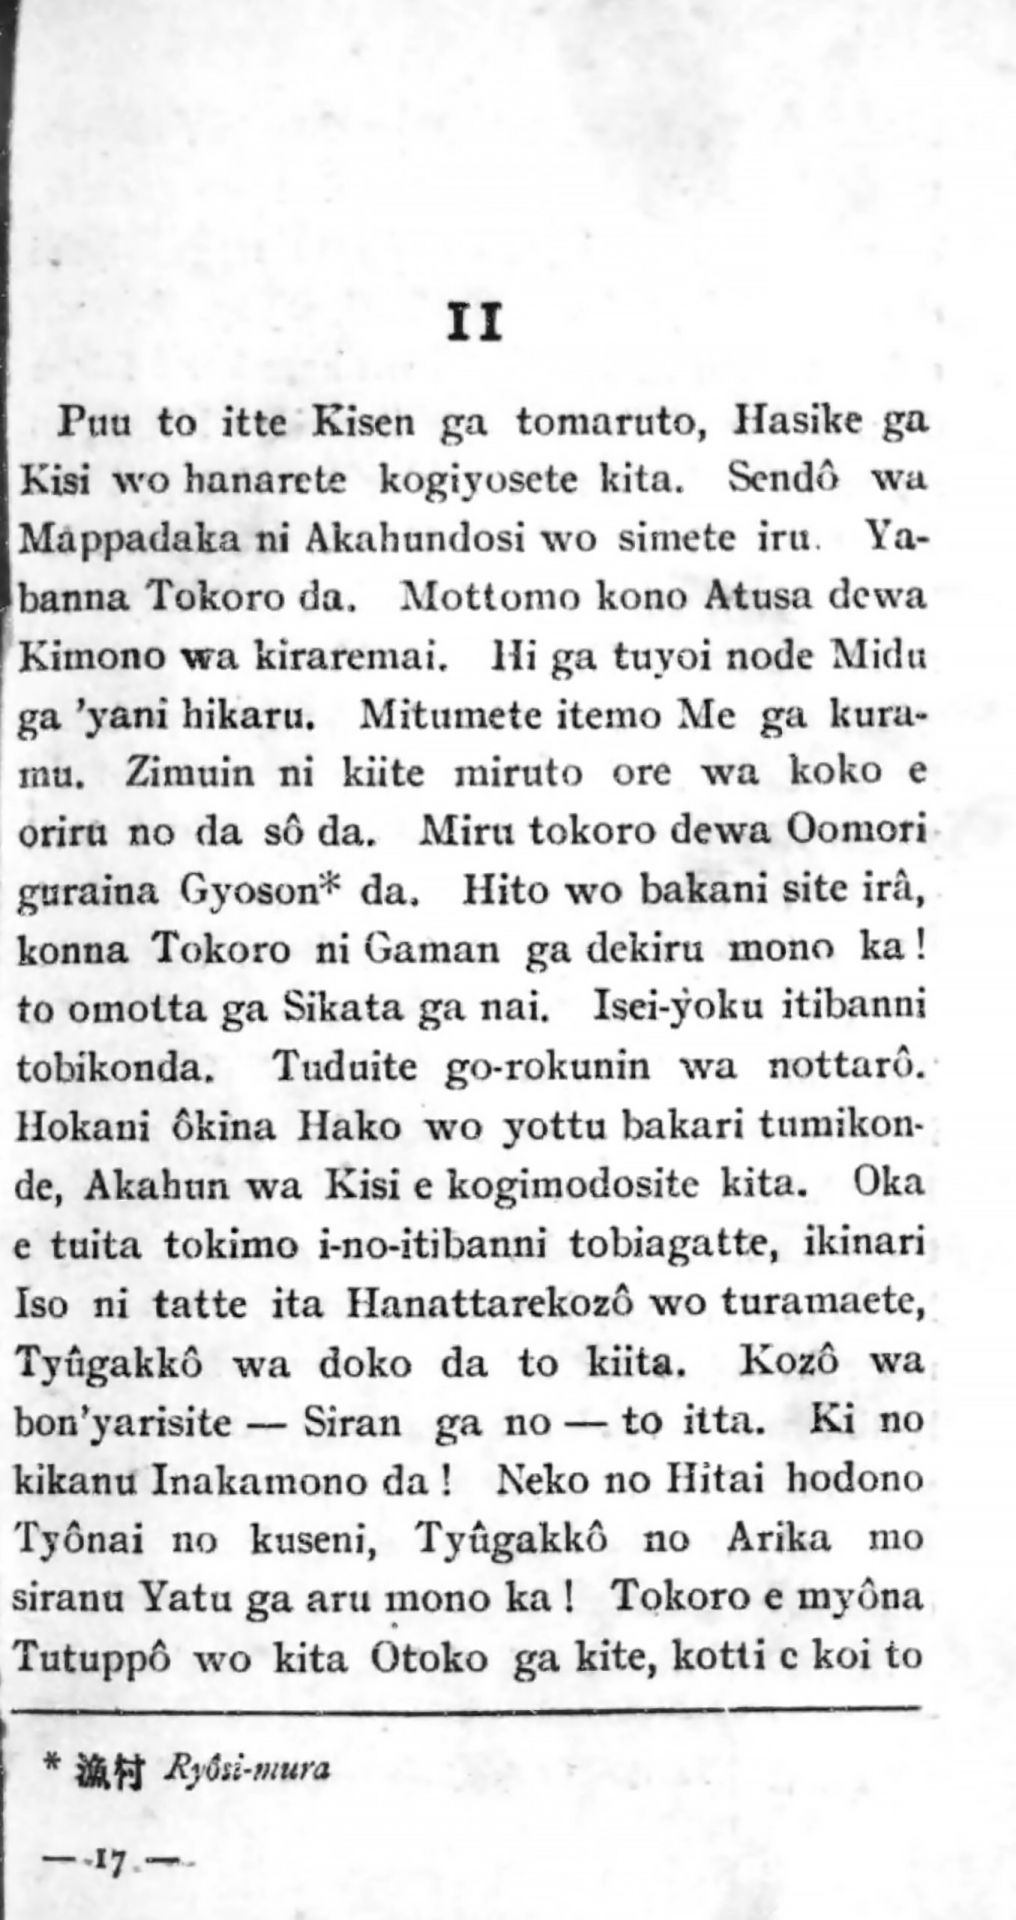 II
Puu to itte Kisen ga tomaruto, Hasike ga
Kisi wo hanarete kogiyosete kita. Sendô wa
Mappadaka ni Akahundosi wo simete iru. Ya-
banna Tokoro da. Mottomo kono Atusa dewa
Kimono wa kiraremai. Hi ga tuyoi node Midu
ga 'yani hikaru. Mitumete itemo Me ga kura-
mu. Zimuin ni kiite miruto ore wa koko e
oriru no da sô da. Miru tokoro dewa Oomori
guraina Gyoson* da. Hito wo bakani site irâ,
konna Tokoro ni Gaman ga dekiru mono ka!
to omotta ga Sikata ga nai. Isei-yoku itibanni
tobikonda. Tuduite go-rokunin wa nottarô.
Hokani ôkina Hako wo yottu bakari tumikon-
de, Akahun wa Kisi e kogimodosite kita. Oka
e tuita tokimo i-no-itibanni tobiagatte, ikinari
Iso ni tatte ita Hanattarekozô wo turamaete,
Tyûgakkô wa doko da to kiita. Kozô wa
bon'yarisite — Siran ga no — to itta. Ki no
kikanu Inakamono da! Neko no Hitai hodono
Tyônai no kuseni, Tyûgakkô no Arika mo
siranu Yatu ga aru mono ka! Tokoro e myôna
Tutuppô wo kita Otoko ga kite, kotti e koi to
* 漁村 Ryôsi-mura
— 17 —